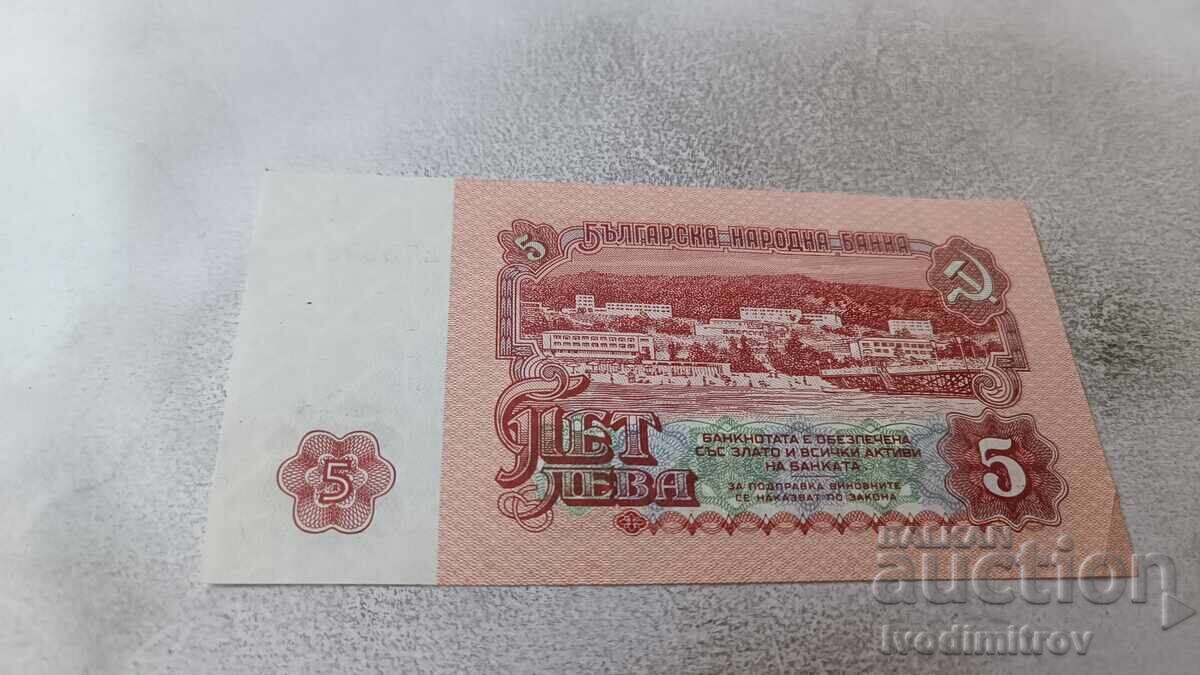 5
БЪЛГАРСКА НАРОДНА БАНКА
ПЕТ
ЛЕВА
БАНКНОТАТА Е ОБЕЗПЕЧЕНА
СЪС ЗЛАТО И ВСИЧКИ АКТИВИ
НА БАНКАТА
ЗА ПОДПРАВКА ВИНОВНИТЕ
СЕ НАКАЗВАТ ПО ЗАКОНА
5
5
BALKAN
auction
Ivodimitrov